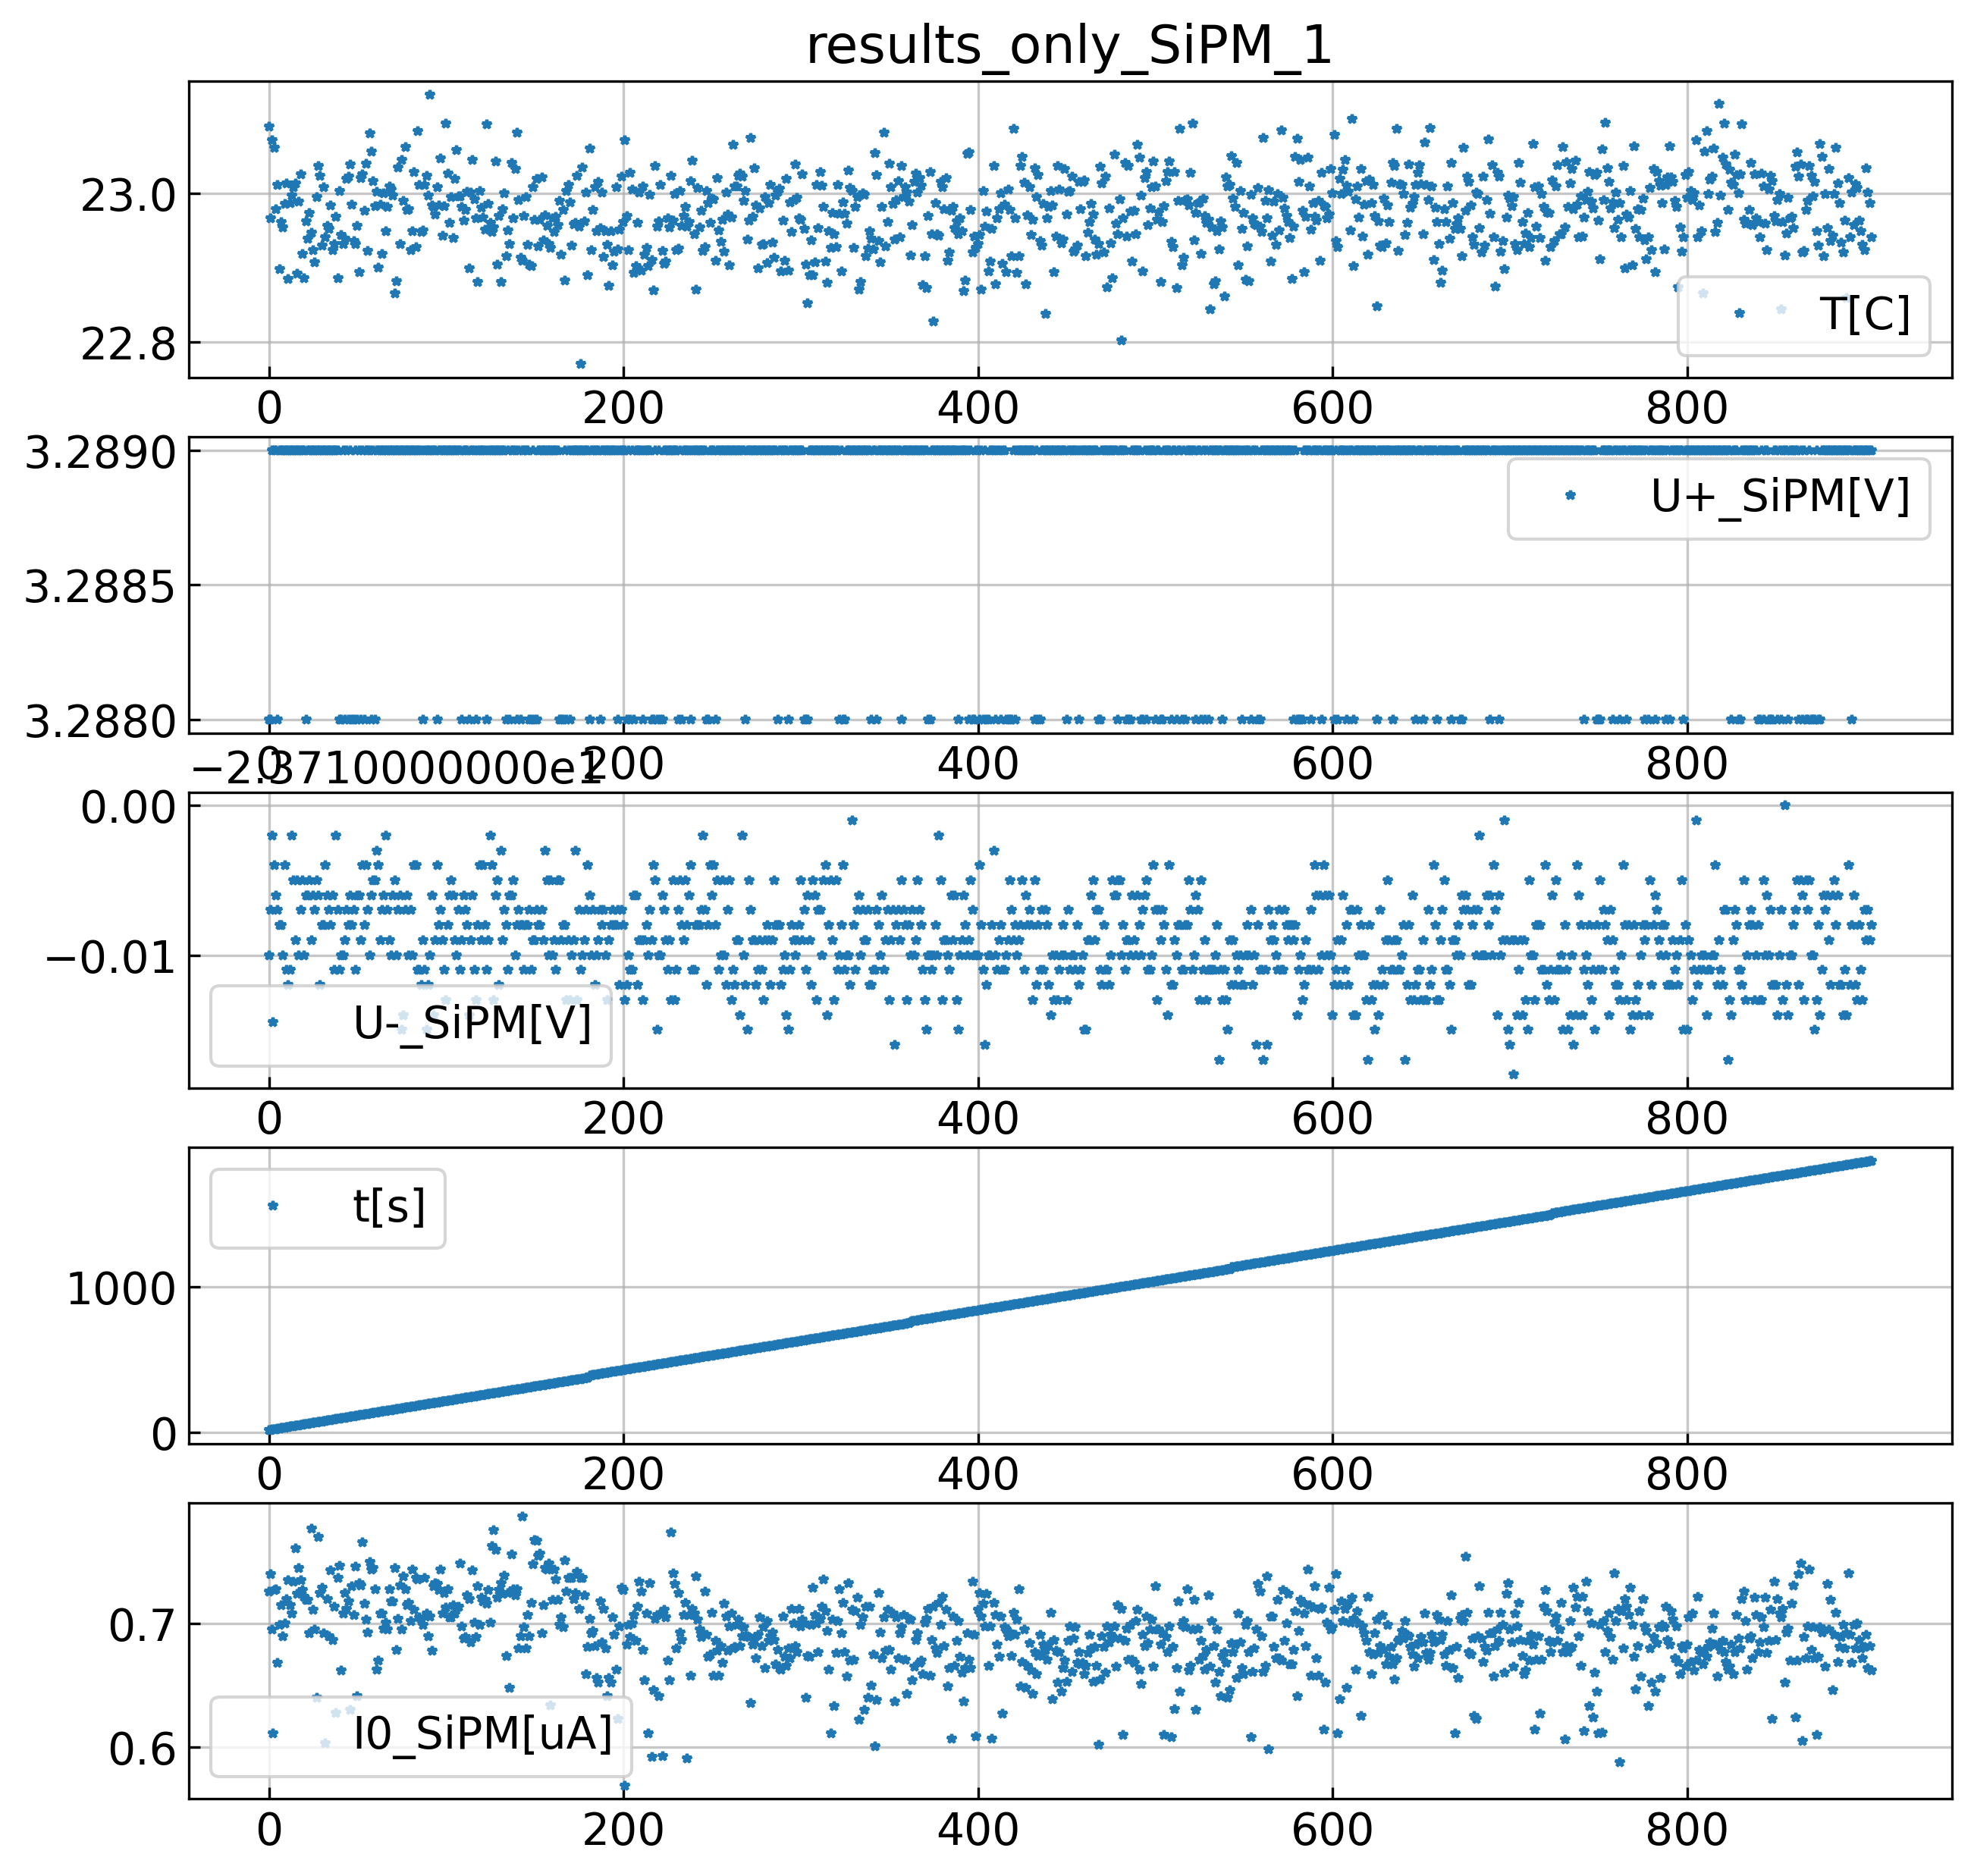 results_only_SiPM_1
23.0
22.8
T[C]
0 200 400 600 800
3.2890
3.2885
3.2880
U+_SiPM[V]
0 200 400 600 800
−2.3710000000e1
0.00
−0.01
U-_SiPM[V]
0 200 400 600 800
t[s]
1000
0
0 200 400 600 800
0.7
0.6
I0_SiPM[uA]
0 200 400 600 800